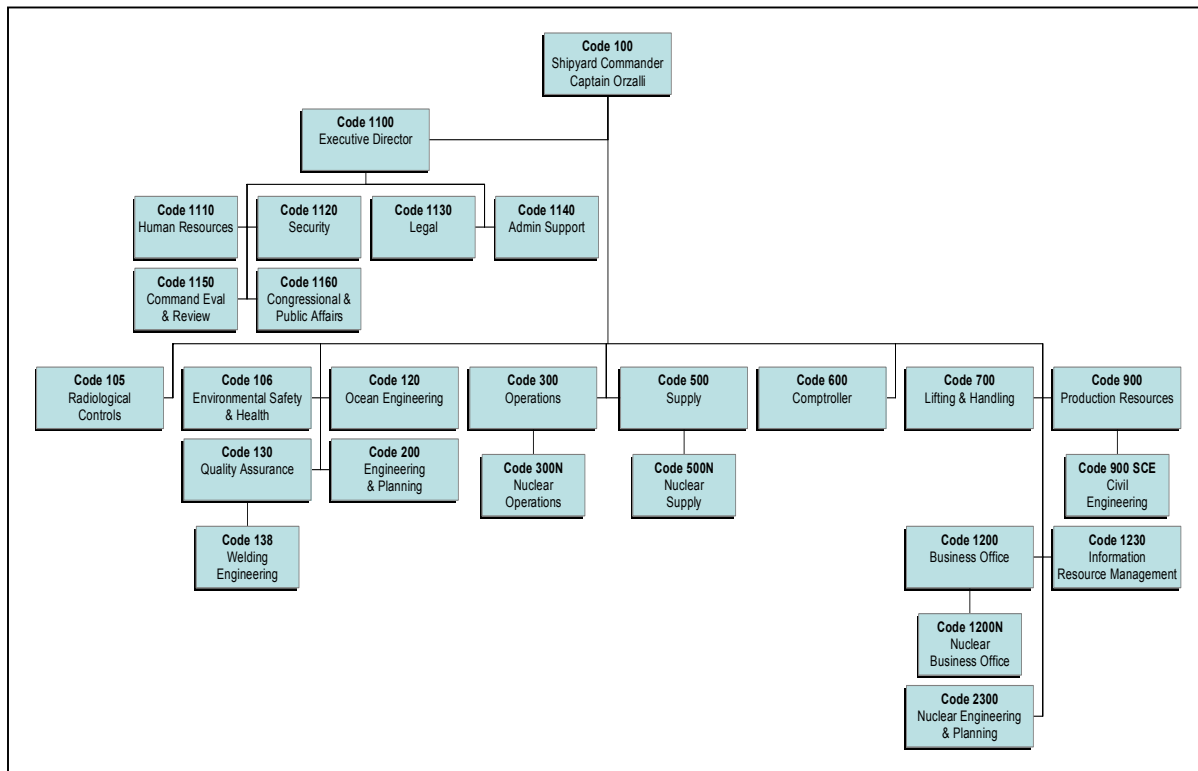 Code 100
Shipyard Commander
Captain Orzalli
Code 1100
Executive Director
Code 1110
Human Resources
Code 1120
Security
Code 1130
Legal
Code 1140
Admin Support
Code 1150
Command Eval
& Review
Code 1160
Congressional &
Public Affairs
Code 105
Radiological
Controls
Code 106
Environmental Safety
& Health
Code 120
Ocean Engineering
Code 300
Operations
Code 500
Supply
Code 600
Comptroller
Code 700
Lifting & Handling
Code 900
Production Resources
Code 130
Quality Assurance
Code 200
Engineering
& Planning
Code 300N
Nuclear
Operations
Code 500N
Nuclear
Supply
Code 900 SCE
Civil
Engineering
Code 138
Welding
Engineering
Code 1200
Business Office
Code 1230
Information
Resource Management
Code 1200N
Nuclear
Business Office
Code 2300
Nuclear Engineering
& Planning